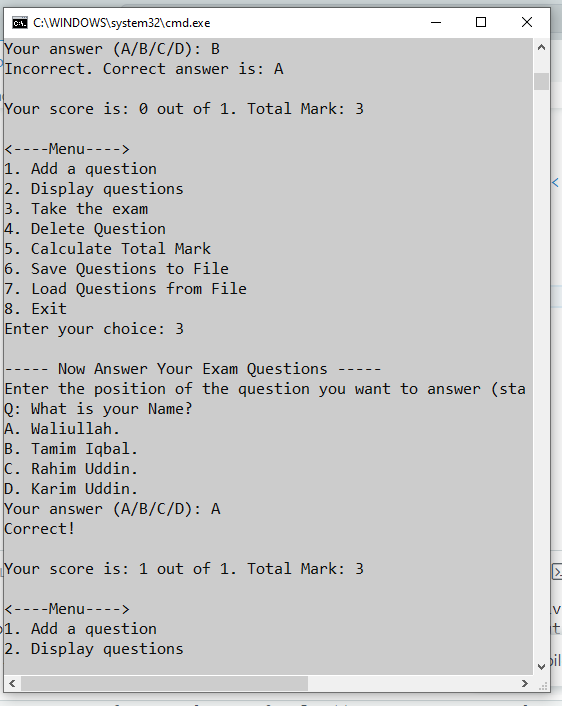 C:\WINDOWS\system32\cmd.exe
Your answer (A/B/C/D): B
Incorrect. Correct answer is: A
Your score is: 0 out of 1. Total Mark: 3
<----Menu---->
1. Add a question
2. Display questions
3. Take the exam
4. Delete Question
5. Calculate Total Mark
6. Save Questions to File
7. Load Questions from File
8. Exit
Enter your choice: 3
----- Now Answer Your Exam Questions -----
Enter the position of the question you want to answer (sta
Q: What is your Name?
A. Waliullah.
B. Tamim Iqbal.
C. Rahim Uddin.
D. Karim Uddin.
Your answer (A/B/C/D): A
Correct!
Your score is: 1 out of 1. Total Mark: 3
<----Menu---->
1. Add a question
2. Display questions